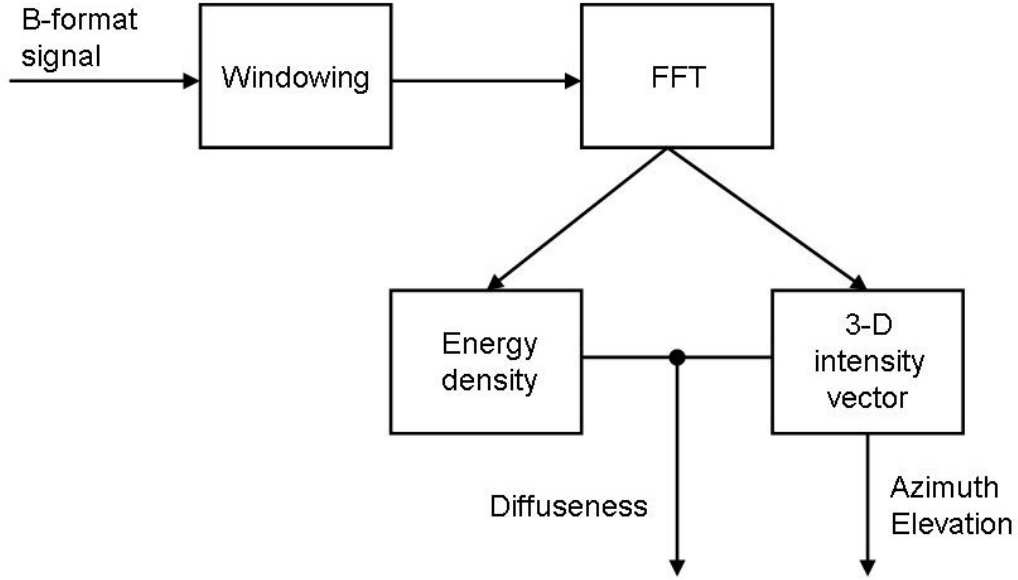 B-format
signal
Windowing
FFT
Energy
density
3-D
intensity
vector
Diffuseness
Azimuth
Elevation